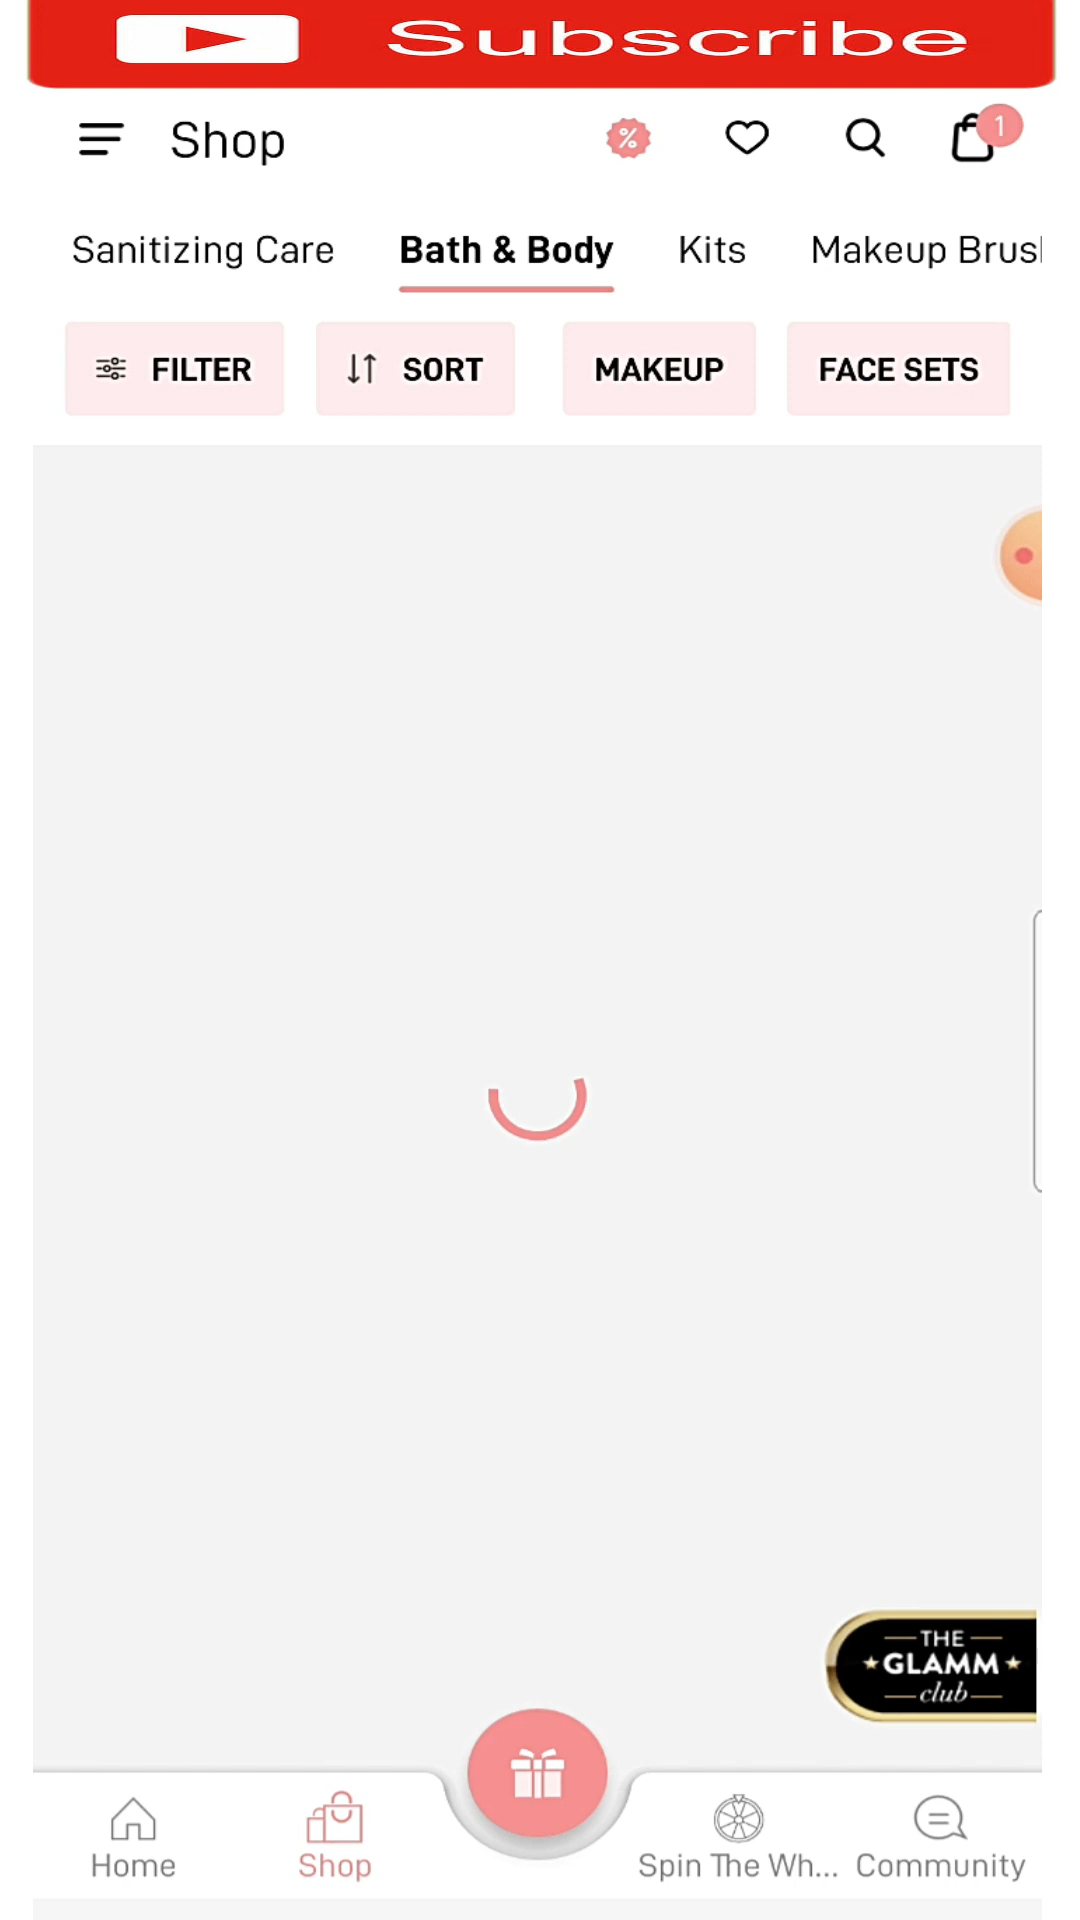 Subscribe
Shop
1
Sanitizing Care Bath & Body Kits Makeup Brus
FILTER SORT MAKEUP FACE SETS
THE
GLAMM
club
Home Shop Spin The Wh... Community